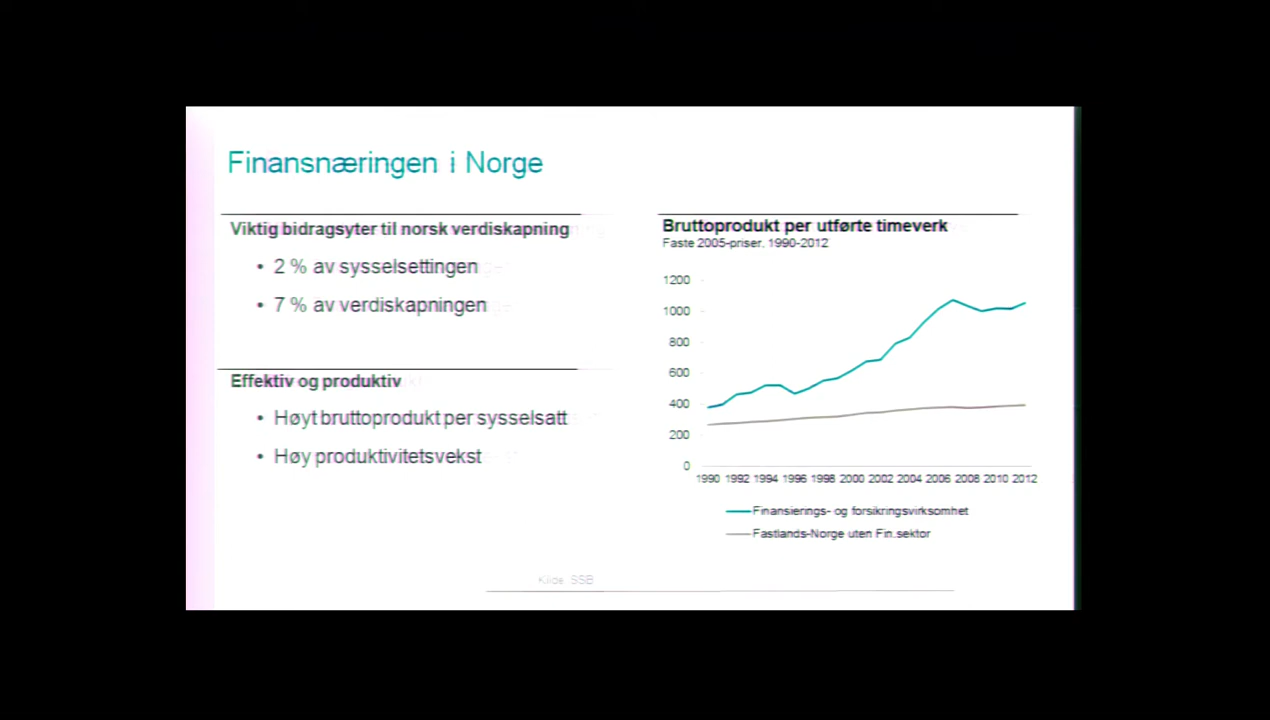 Finansnæringen i Norge
Viktig bidragsyter til norsk verdiskapning
• 2 % av sysselsettingen
• 7 % av verdiskapningen
Effektiv og produktiv
• Høyt bruttoprodukt per sysselsatt
• Høy produktivitetsvekst
Bruttoprodukt per utførte timeverk
Faste 2005-priser. 1990-2012
1200
1000
800
600
400
200
0
1990 1992 1994 1996 1998 2000 2002 2004 2006 2008 2010 2012
Finansierings- og forsikringsvirksomhet
Fastlands-Norge uten Fin.sektor
Kilde: SSB